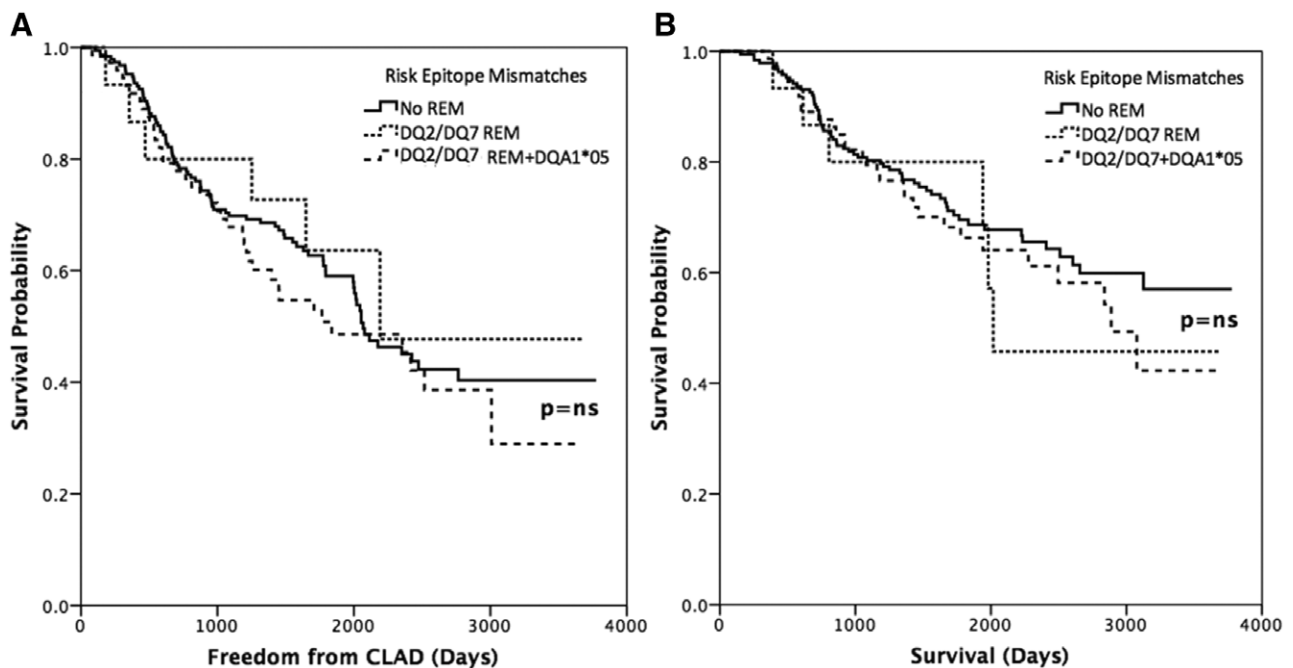 A
Risk Epitope Mismatches
No REM
DQ2/DQ7 REM
DQ2/DQ7 REM+DQA1*05
1.0
0.8
0.6
0.4
0.2
0.0
Survival Probability
p=ns
0 1000 2000 3000 4000
Freedom from CLAD (Days)
B
Risk Epitope Mismatches
No REM
DQ2/DQ7 REM
DQ2/DQ7+DQA1*05
1.0
0.8
0.6
0.4
0.2
0.0
Survival Probability
p=ns
0 1000 2000 3000 4000
Survival (Days)